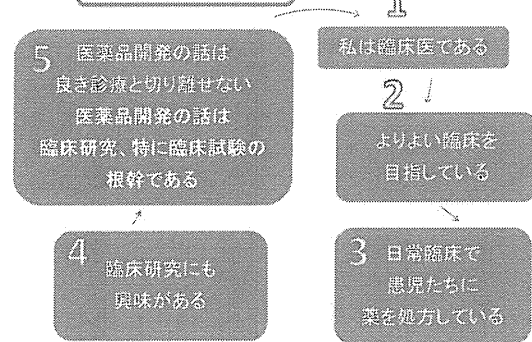 1
私は臨床医である
2
よりよい臨床を
目指している
3
日常臨床で
患児たちに
薬を処方している
4
臨床研究にも
興味がある
5
医薬品開発の話は
良き診療と切り離せない
医薬品開発の話は
臨床研究、特に臨床試験の
根幹である